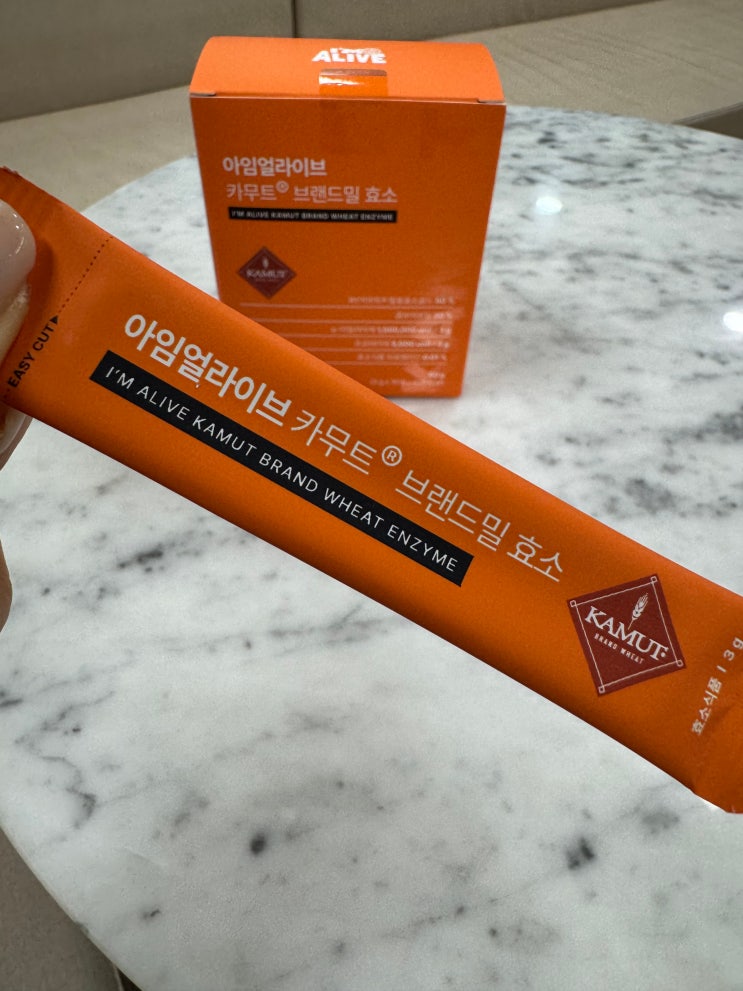 I'M
ALIVE
아임얼라이브
카무트® 브랜드밀 효소
I'M ALIVE KAMUT BRAND WHEAT ENZYME
KAMUT
EASY CUT▶
아임얼라이브 카무트® 브랜드밀 효소
I'M ALIVE KAMUT BRAND WHEAT ENZYME
KAMUT®
BRAND WHEAT
효소식품 | 3g